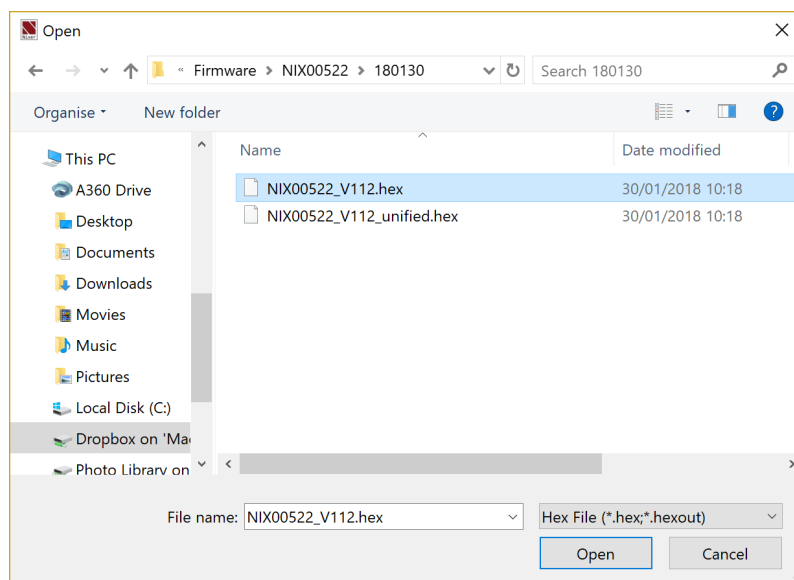 Open
« Firmware > NIX00522 > 180130
Search 180130
Organise
New folder
?
Name
Date modified
This PC
A360 Drive
Desktop
Documents
Downloads
Movies
Music
Pictures
Local Disk (C:)
Dropbox on 'Mac
Photo Library on
NIX00522_V112.hex 30/01/2018 10:18
NIX00522_V112_unified.hex 30/01/2018 10:18
File name: NIX00522_V112.hex
Hex File (*.hex;*.hexout)
Open
Cancel